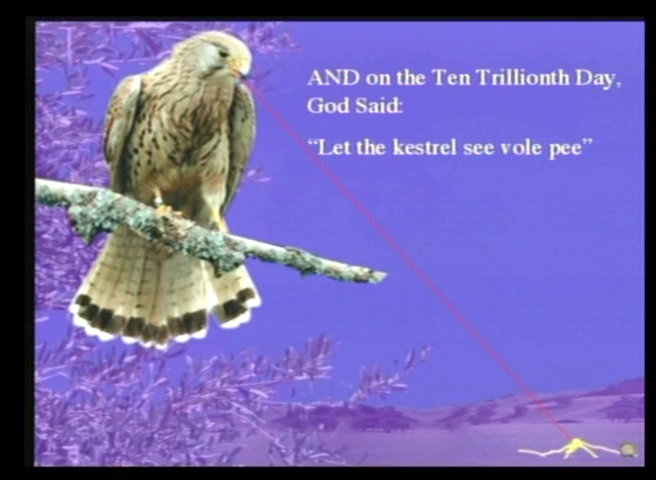 AND on the Ten Trillionth Day,
God Said:
“Let the kestrel see vole pee”